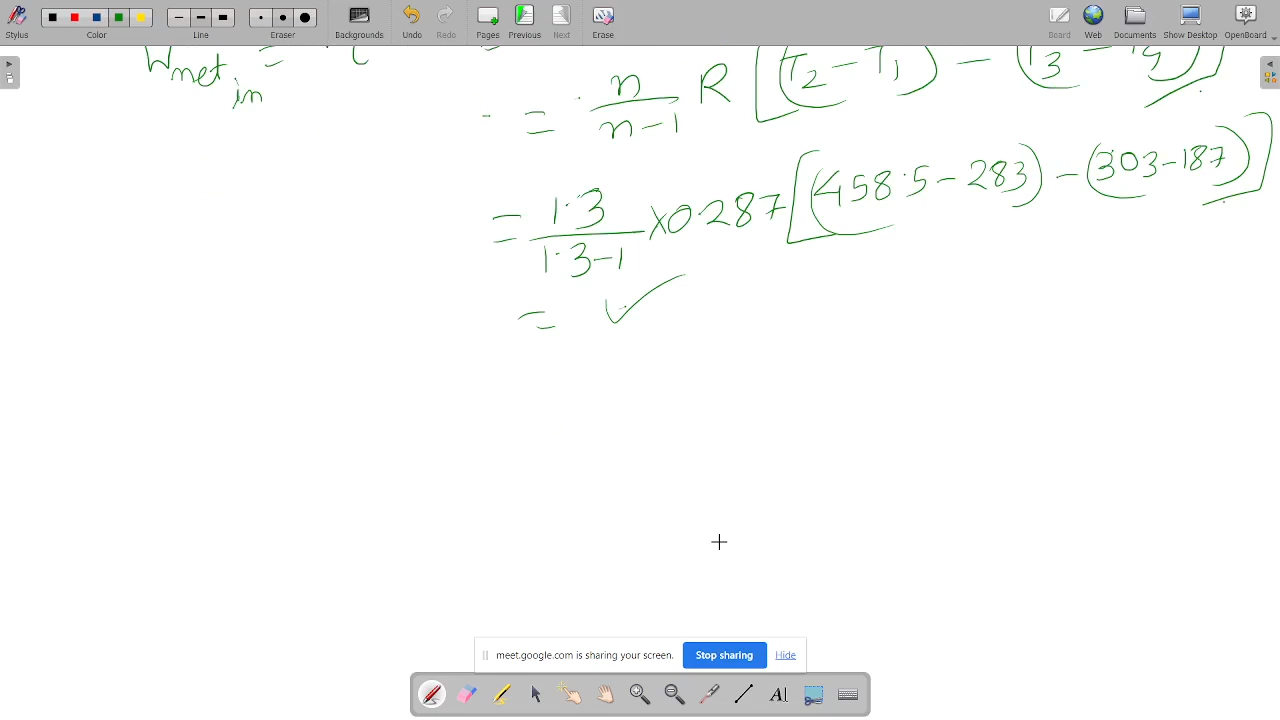 Stylus Color Line Eraser Backgrounds Undo Redo Pages Previous Next Erase Board Web Documents Show Desktop OpenBoard
Wnet in =
= n/(n-1) R [(T2 - T1) - (T3 - T4)]
= 1.3/(1.3-1) x 0.287 [(458.5 - 283) - (303 - 187)]
= ✓
meet.google.com is sharing your screen. Stop sharing Hide